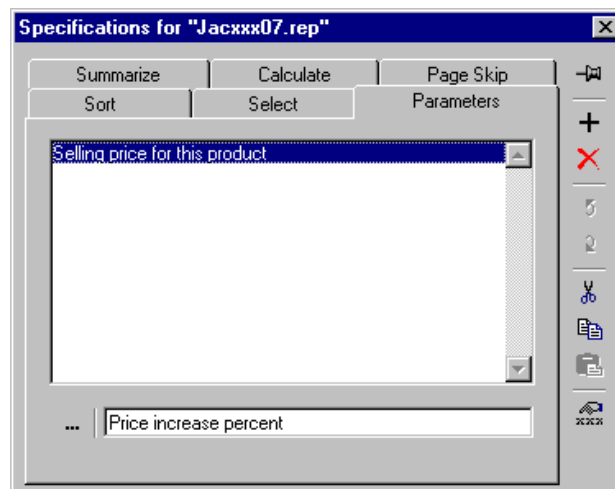 Specifications for "Jacxxx07.rep"
Summarize Calculate Page Skip
Sort Select Parameters
Selling price for this product
... Price increase percent
xxx